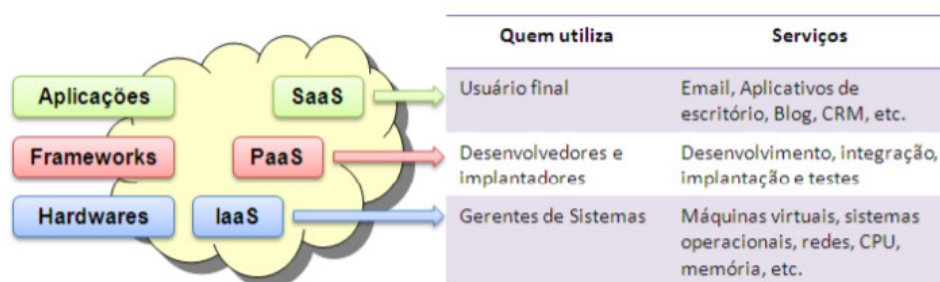 Quem utiliza Serviços
Aplicações SaaS Usuário final Email, Aplicativos de
escritório, Blog, CRM, etc.
Frameworks PaaS Desenvolvedores e Desenvolvimento, integração,
implantadores implantação e testes
Hardwares IaaS Gerentes de Sistemas Máquinas virtuais, sistemas
operacionais, redes, CPU,
memória, etc.